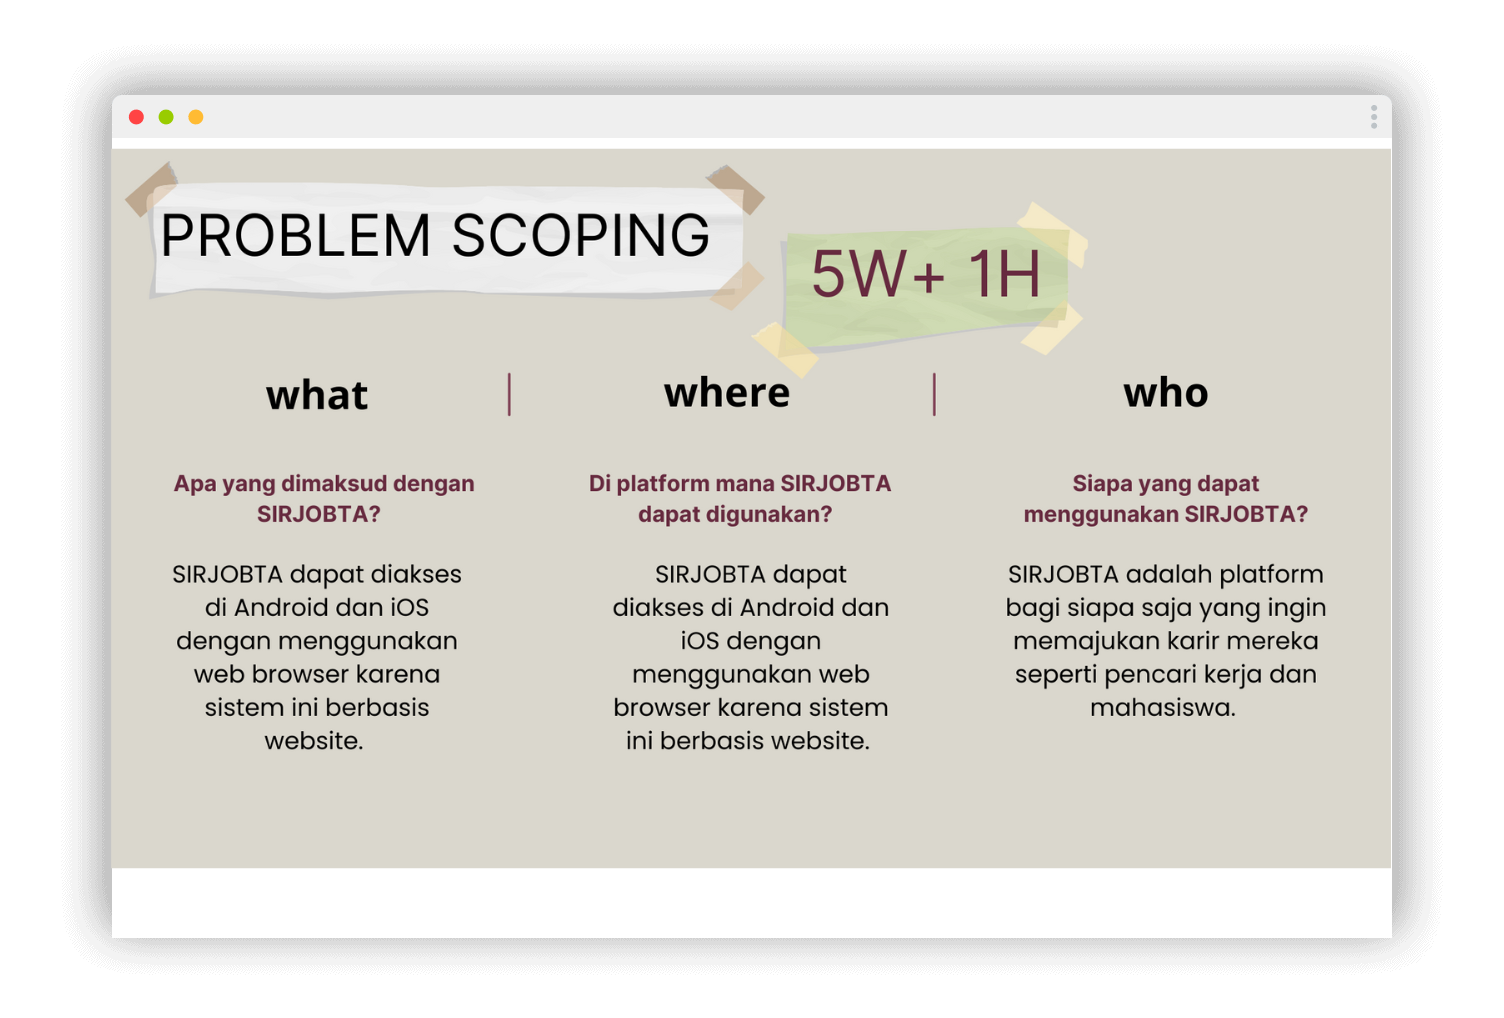 PROBLEM SCOPING
5W+ 1H
what
where
who
Apa yang dimaksud dengan
SIRJOBTA?
SIRJOBTA dapat diakses
di Android dan iOS
dengan menggunakan
web browser karena
sistem ini berbasis
website.
Di platform mana SIRJOBTA
dapat digunakan?
SIRJOBTA dapat
diakses di Android dan
iOS dengan
menggunakan web
browser karena sistem
ini berbasis website.
Siapa yang dapat
menggunakan SIRJOBTA?
SIRJOBTA adalah platform
bagi siapa saja yang ingin
memajukan karir mereka
seperti pencari kerja dan
mahasiswa.